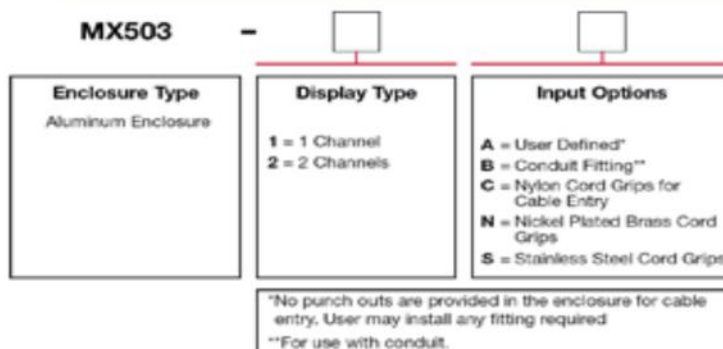 MX503 -
Enclosure Type
Aluminum Enclosure
Display Type
1 = 1 Channel
2 = 2 Channels
Input Options
A = User Defined*
B = Conduit Fitting**
C = Nylon Cord Grips for
Cable Entry
N = Nickel Plated Brass Cord
Grips
S = Stainless Steel Cord Grips
*No punch outs are provided in the enclosure for cable
entry. User may install any fitting required
**For use with conduit.